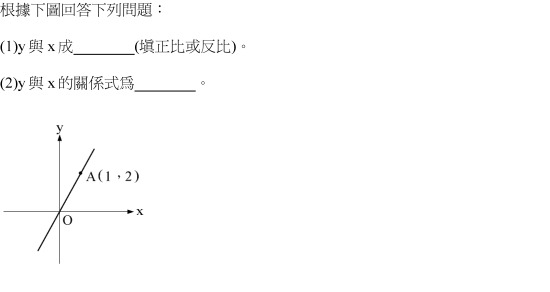 根據下圖回答下列問題：
(1)y 與 x 成________(填正比或反比)。
(2)y 與 x 的關係式為________。
y
A(1，2)
x
O